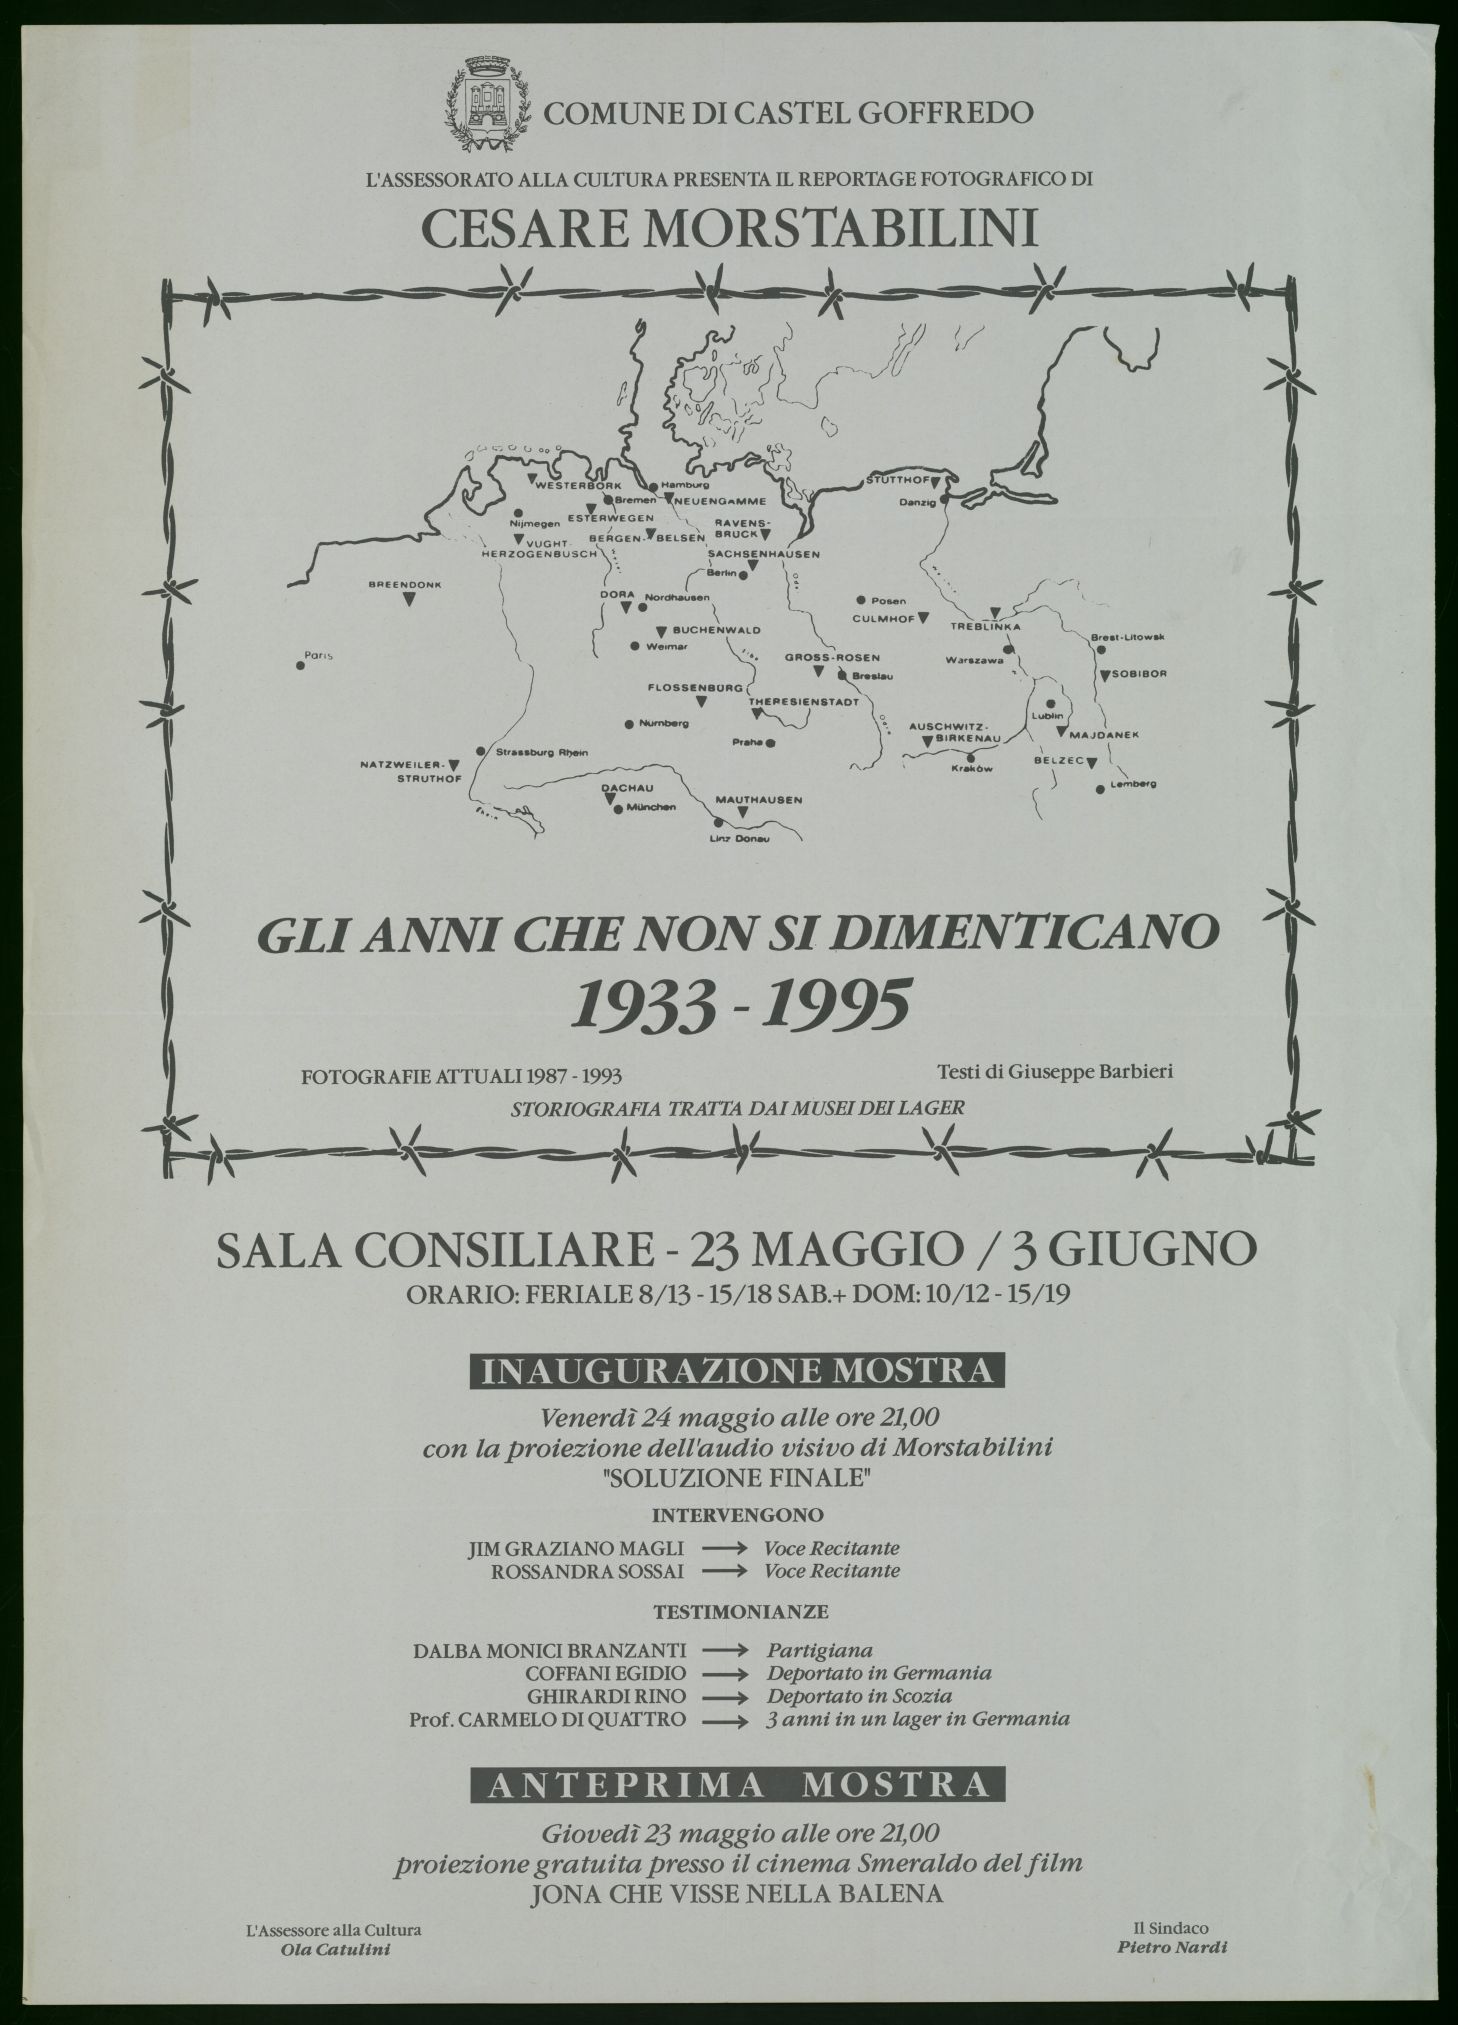 COMUNE DI CASTEL GOFFREDO
L'ASSESSORATO ALLA CULTURA PRESENTA IL REPORTAGE FOTOGRAFICO DI
CESARE MORSTABILINI
WESTERBORK
Hamburg
Bremen
NEUENGAMME
STUTTHOF
Danzig
Nijmegen
ESTERWEGEN
RAVENS-
BRUCK
VUGHT-
HERZOGENBUSCH
BERGEN-BELSEN
SACHSENHAUSEN
Berlin
BREENDONK
DORA
Nordhausen
Posen
CULMHOF
TREBLINKA
BUCHENWALD
Weimar
Elbe
Oder
Brest-Litowsk
Paris
GROSS-ROSEN
Breslau
Warszawa
SOBIBOR
FLOSSENBURG
THERESIENSTADT
Lublin
Nürnberg
Praha
AUSCHWITZ-
BIRKENAU
MAJDANEK
Strassburg Rhein
Kraków
BELZEC
NATZWEILER-
STRUTHOF
Lemberg
DACHAU
München
MAUTHAUSEN
Rhein
Linz Donau
GLI ANNI CHE NON SI DIMENTICANO
1933 - 1995
FOTOGRAFIE ATTUALI 1987 - 1993
Testi di Giuseppe Barbieri
STORIOGRAFIA TRATTA DAI MUSEI DEI LAGER
SALA CONSILIARE - 23 MAGGIO / 3 GIUGNO
ORARIO: FERIALE 8/13 - 15/18 SAB.+ DOM: 10/12 - 15/19
INAUGURAZIONE MOSTRA
Venerdì 24 maggio alle ore 21,00
con la proiezione dell'audio visivo di Morstabilini
"SOLUZIONE FINALE"
INTERVENGONO
JIM GRAZIANO MAGLI → Voce Recitante
ROSSANDRA SOSSAI → Voce Recitante
TESTIMONIANZE
DALBA MONICI BRANZANTI → Partigiana
COFFANI EGIDIO → Deportato in Germania
GHIRARDI RINO → Deportato in Scozia
Prof. CARMELO DI QUATTRO → 3 anni in un lager in Germania
ANTEPRIMA MOSTRA
Giovedì 23 maggio alle ore 21,00
proiezione gratuita presso il cinema Smeraldo del film
JONA CHE VISSE NELLA BALENA
L'Assessore alla Cultura
Ola Catulini
Il Sindaco
Pietro Nardi